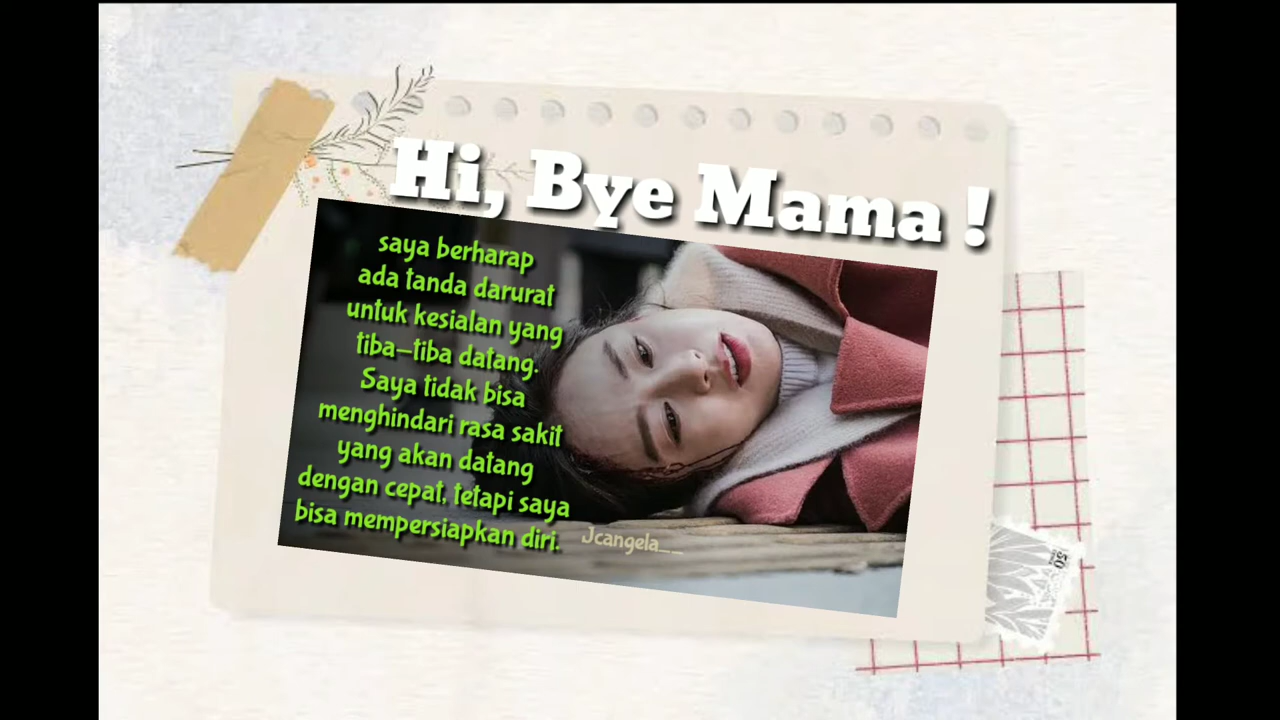 Hi, Bye Mama !
saya berharap
ada tanda darurat
untuk kesialan yang
tiba-tiba datang.
Saya tidak bisa
menghindari rasa sakit
yang akan datang
dengan cepat, tetapi saya
bisa mempersiapkan diri.
Jcangela__
50